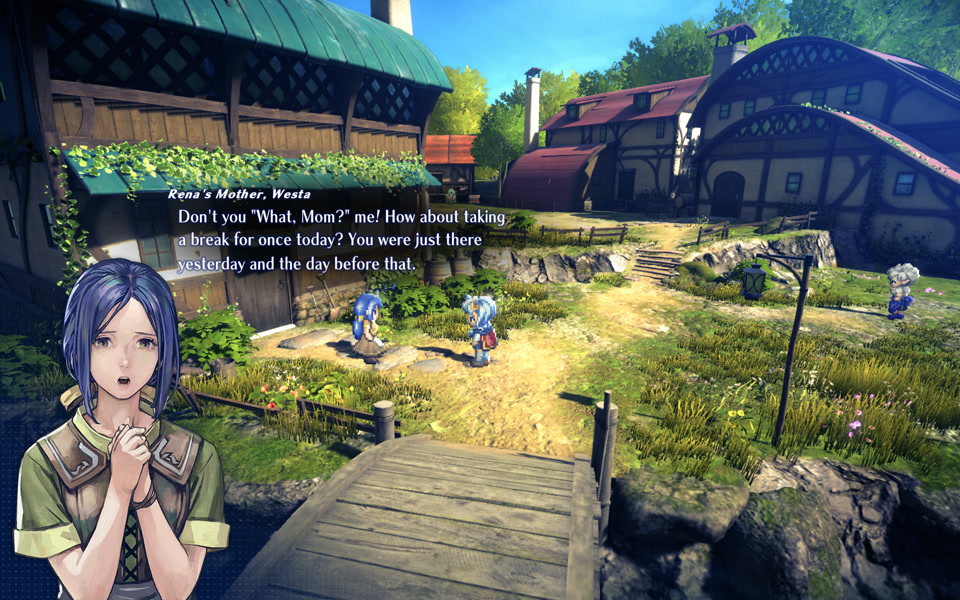 Rena's Mother, Westa
Don't you "What, Mom?" me! How about taking
a break for once today? You were just there
yesterday and the day before that.